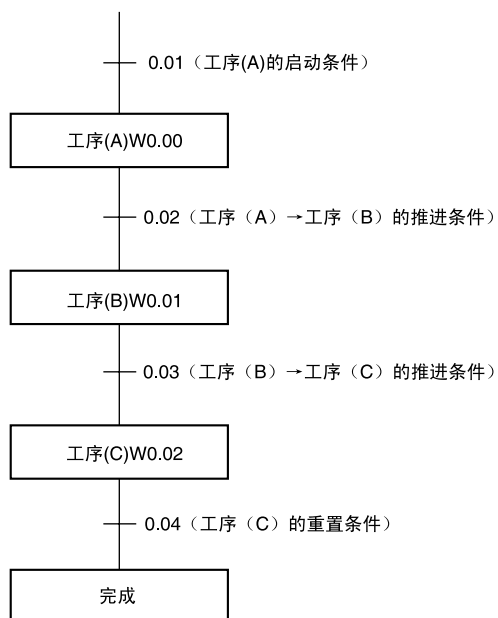 0.01（工序(A)的启动条件）
工序(A)W0.00
0.02（工序（A）→工序（B）的推进条件）
工序(B)W0.01
0.03（工序（B）→工序（C）的推进条件）
工序(C)W0.02
0.04（工序（C）的重置条件）
完成